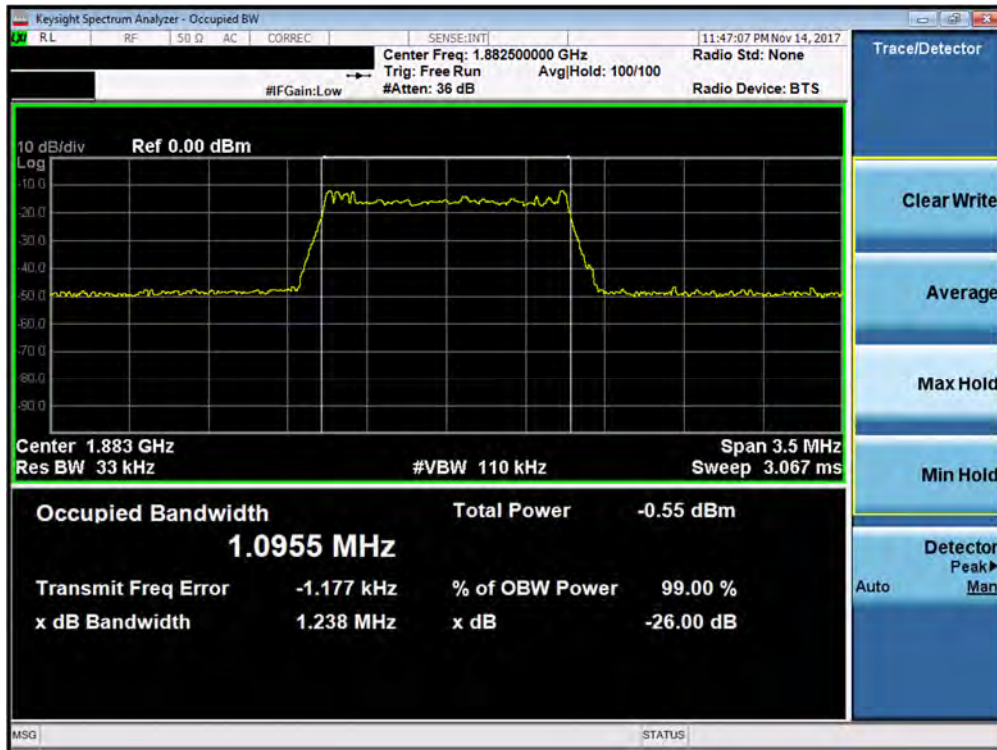 Keysight Spectrum Analyzer - Occupied BW
LXI RL RF 50 Ω AC CORREC SENSE:INT 11:47:07 PM Nov 14, 2017
Center Freq: 1.882500000 GHz Radio Std: None
Trig: Free Run Avg|Hold: 100/100
#IFGain:Low #Atten: 36 dB Radio Device: BTS
Trace/Detector
10 dB/div Ref 0.00 dBm
Log
-10.0
-20.0
-30.0
-40.0
-50.0
-60.0
-70.0
-80.0
-90.0
Center 1.883 GHz Span 3.5 MHz
Res BW 33 kHz #VBW 110 kHz Sweep 3.067 ms
Occupied Bandwidth Total Power -0.55 dBm
1.0955 MHz
Transmit Freq Error -1.177 kHz % of OBW Power 99.00 %
x dB Bandwidth 1.238 MHz x dB -26.00 dB
Clear Write
Average
Max Hold
Min Hold
Detector
Peak▶
Auto Man
MSG STATUS